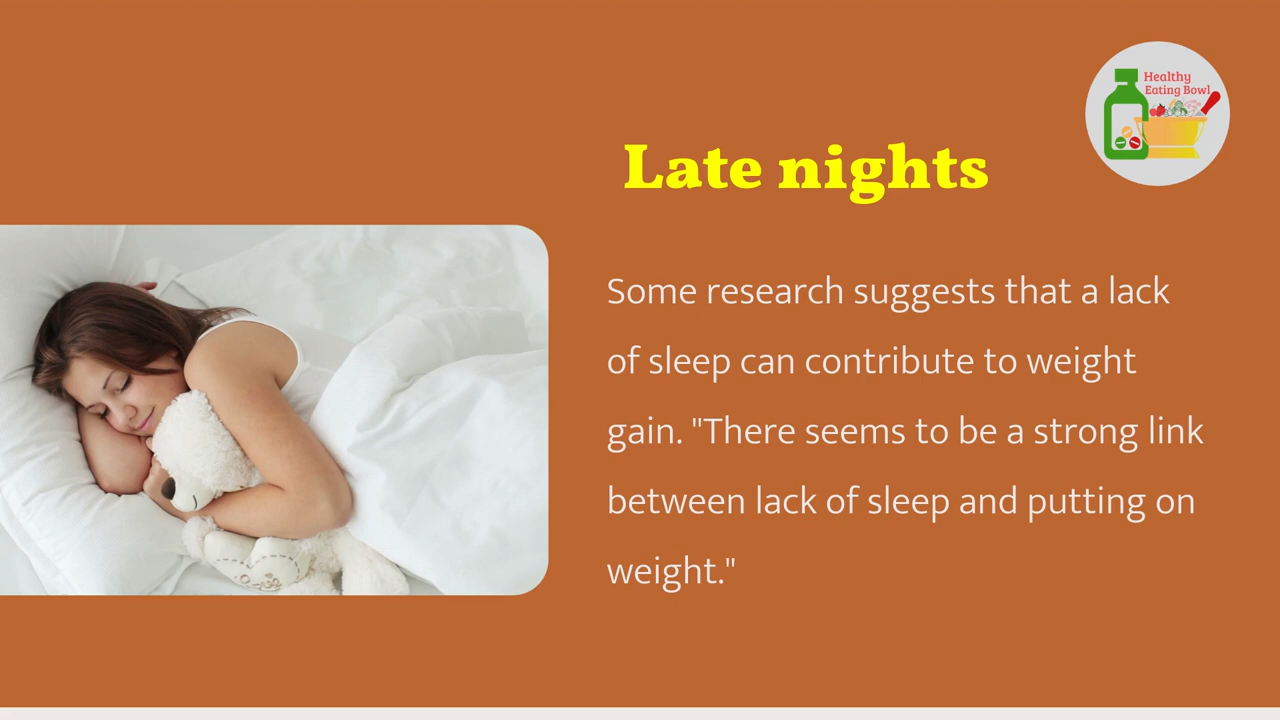 Healthy
Eating Bowl
Late nights
Some research suggests that a lack
of sleep can contribute to weight
gain. "There seems to be a strong link
between lack of sleep and putting on
weight."